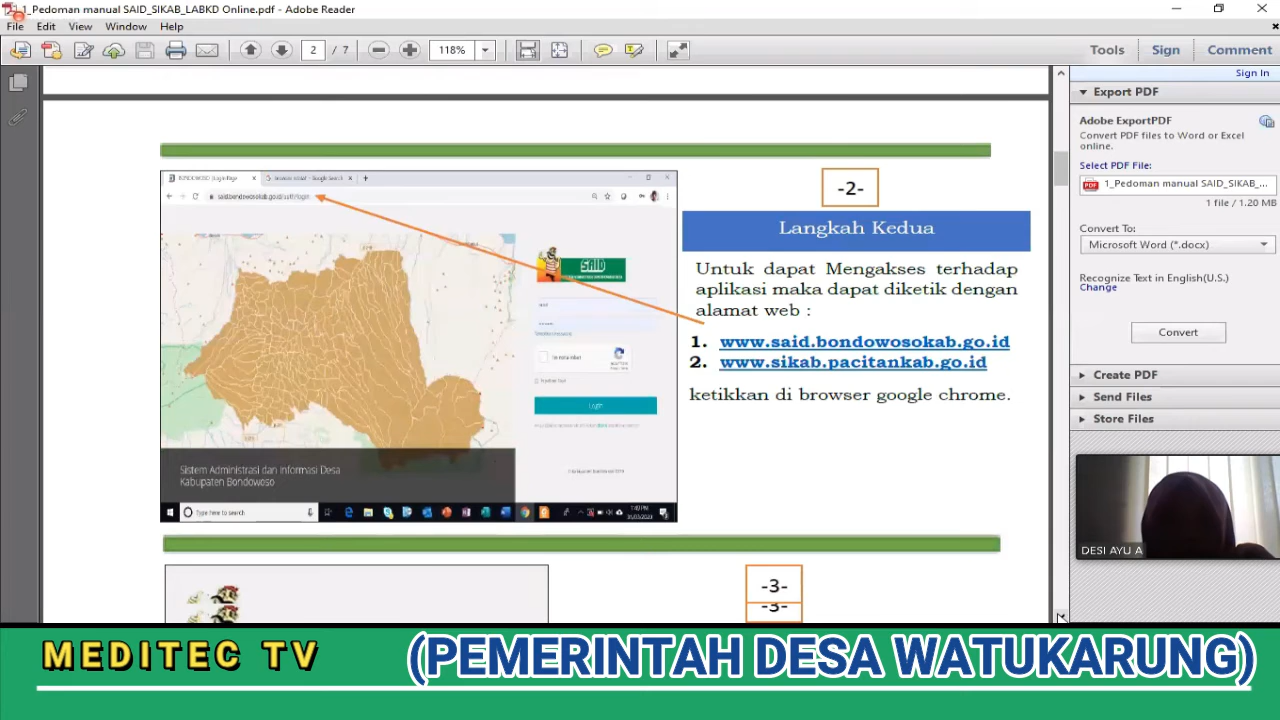 1_Pedoman manual SAID_SIKAB_LABKD Online.pdf - Adobe Reader
File Edit View Window Help
2 / 7 118% Tools Sign Comment
Sign In
Export PDF
Adobe ExportPDF
Convert PDF files to Word or Excel
online.
Select PDF File:
1_Pedoman manual SAID_SIKAB_...
1 file / 1.20 MB
Convert To:
Microsoft Word (*.docx)
Recognize Text in English(U.S.)
Change
Convert
Create PDF
Send Files
Store Files
-2-
Langkah Kedua
Untuk dapat Mengakses terhadap
aplikasi maka dapat diketik dengan
alamat web :
1. www.said.bondowosokab.go.id
2. www.sikab.pacitankab.go.id
ketikkan di browser google chrome.
SAID
Sistem Administrasi dan Informasi Desa
Kabupaten Bondowoso
Type here to search
-3-
-3-
DESI AYU A
MEDITEC TV
(PEMERINTAH DESA WATUKARUNG)